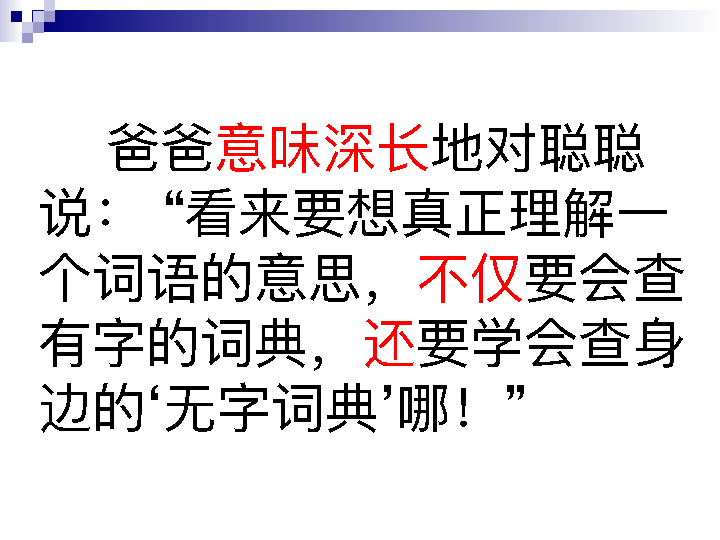 爸爸意味深长地对聪聪
说：“看来要想真正理解一
个词语的意思，不仅要会查
有字的词典，还要学会查身
边的‘无字词典’哪！”